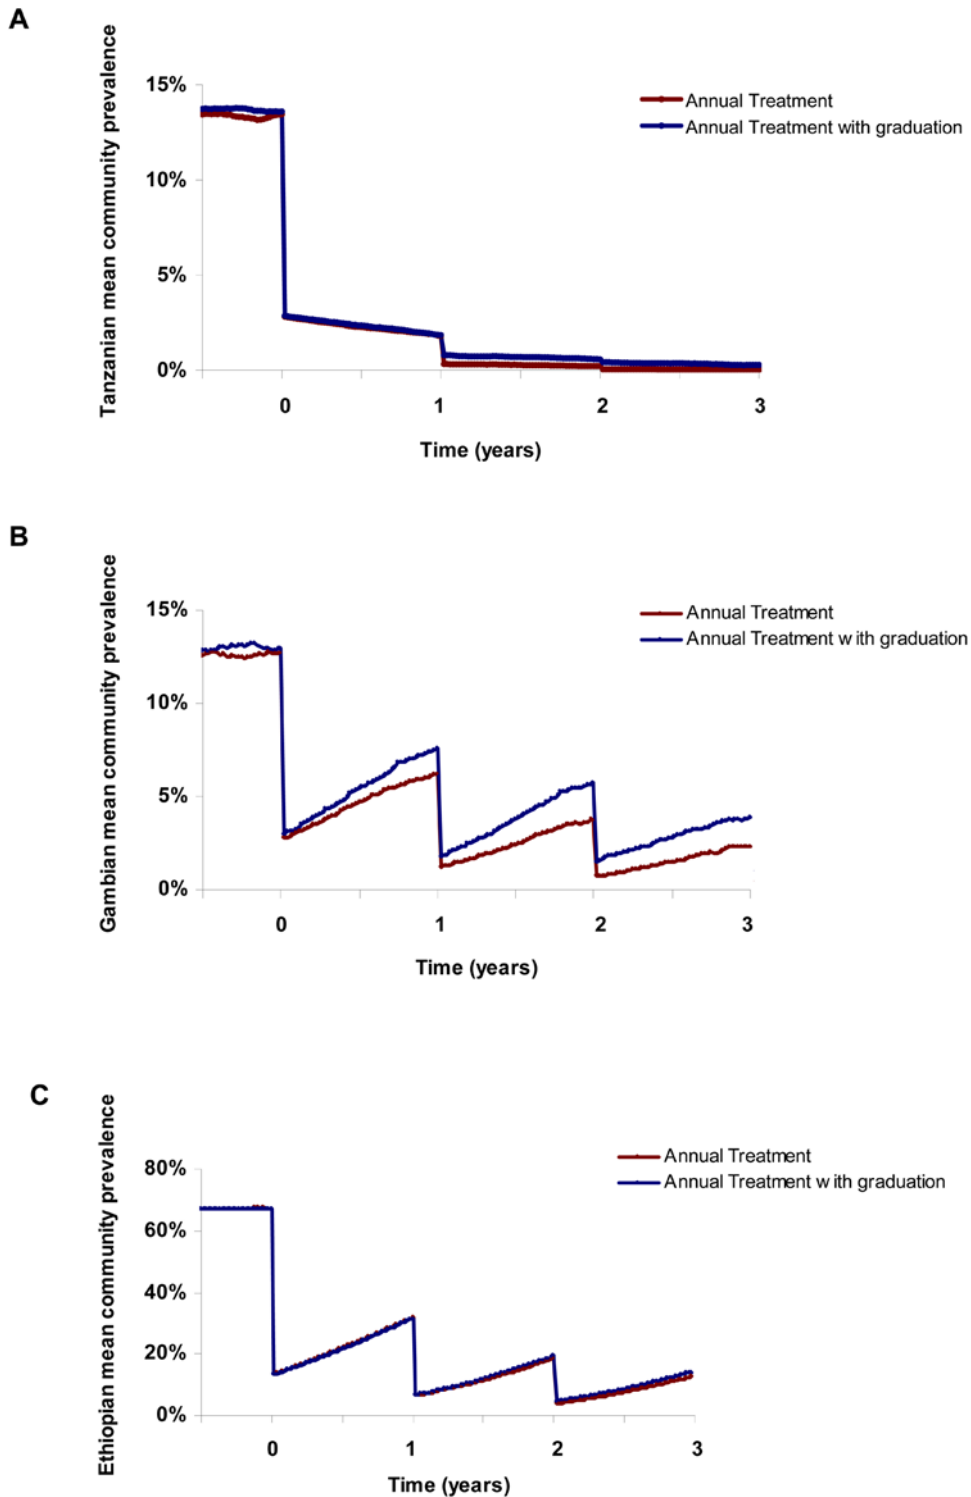 A
Tanzanian mean community prevalence
15%
10%
5%
0%
Annual Treatment
Annual Treatment with graduation
0 1 2 3
Time (years)
B
Gambian mean community prevalence
15%
10%
5%
0%
Annual Treatment
Annual Treatment with graduation
0 1 2 3
Time (years)
C
Ethiopian mean community prevalence
80%
60%
40%
20%
0%
Annual Treatment
Annual Treatment with graduation
0 1 2 3
Time (years)